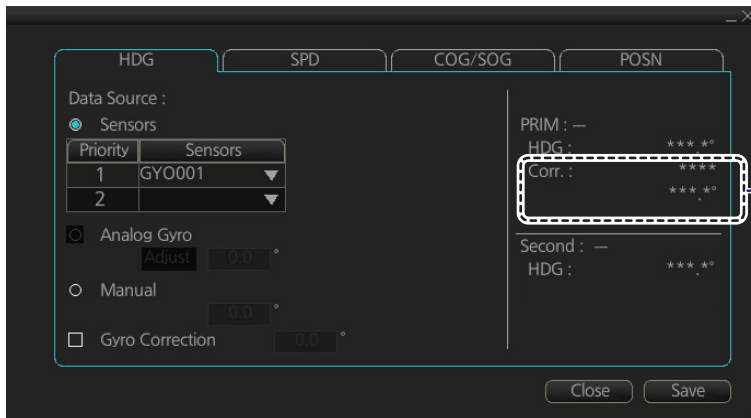 HDG SPD COG/SOG POSN
Data Source :
Sensors
Priority Sensors
1 GYO001
2
Analog Gyro
Adjust 0.0 °
Manual
0.0 °
Gyro Correction 0.0 °
PRIM : —
HDG : ***.*°
Corr. : ****
***.*°
Second : —
HDG : ***.*°
Close Save